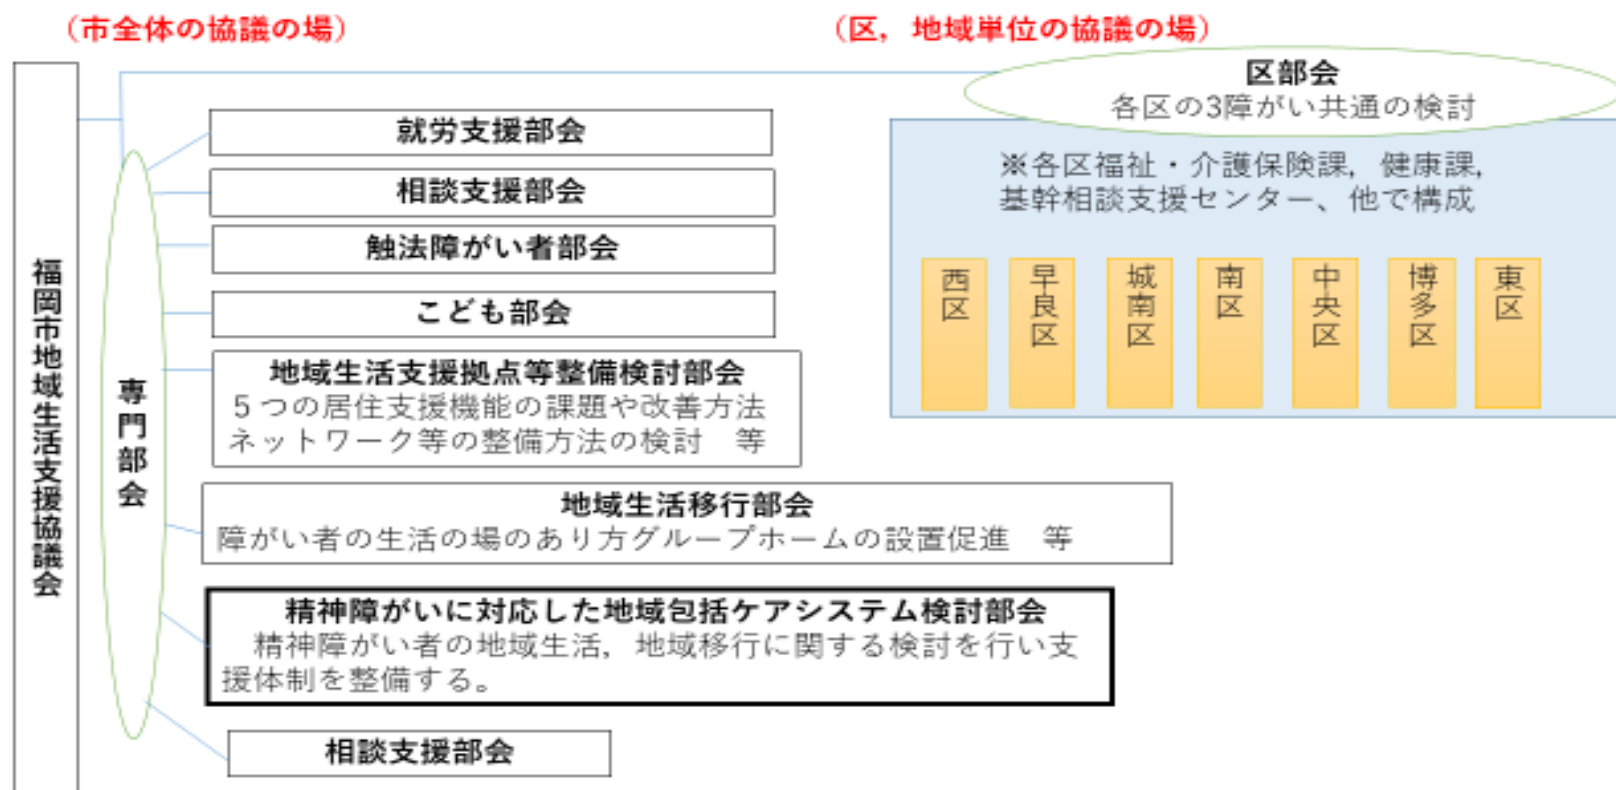 （市全体の協議の場）
（区，地域単位の協議の場）
福岡市地域生活支援協議会
専門部会
就労支援部会
相談支援部会
触法障がい者部会
こども部会
地域生活支援拠点等整備検討部会
５つの居住支援機能の課題や改善方法
ネットワーク等の整備方法の検討　等
地域生活移行部会
障がい者の生活の場のあり方グループホームの設置促進　等
精神障がいに対応した地域包括ケアシステム検討部会
精神障がい者の地域生活，地域移行に関する検討を行い支
援体制を整備する。
相談支援部会
区部会
各区の3障がい共通の検討
※各区福祉・介護保険課，健康課，
基幹相談支援センター、他で構成
西区
早良区
城南区
南区
中央区
博多区
東区